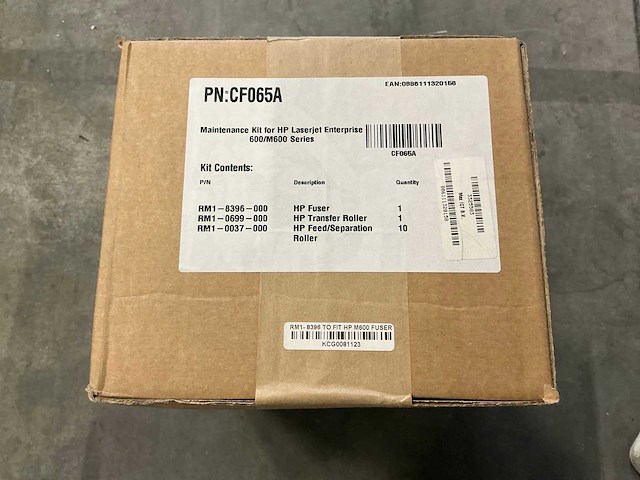 PN:CF065A
EAN:0886111320158
Maintenance Kit for HP Laserjet Enterprise
600/M600 Series
CF065A
Kit Contents:
P/N Description Quantity
RM1-8396-000 HP Fuser 1
RM1-0699-000 HP Transfer Roller 1
RM1-0037-000 HP Feed/Separation 10
Roller
RM1-8396 TO FIT HP M600 FUSER
KCG0081123